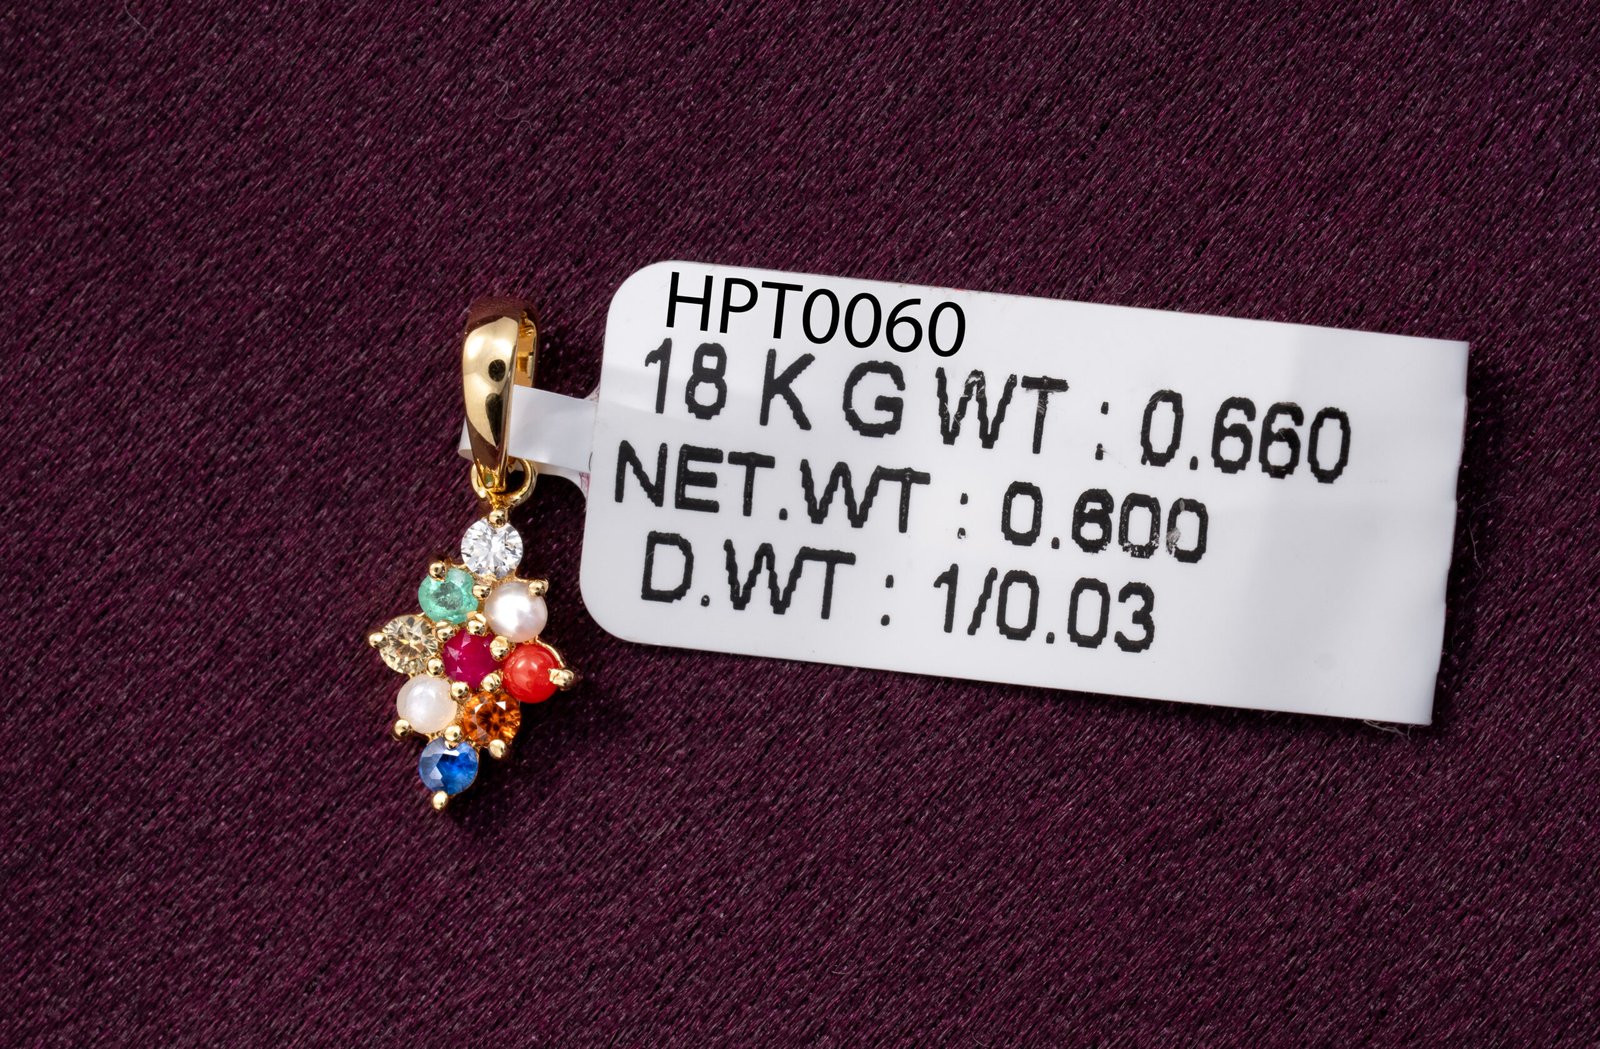 HPT0060
18 K G WT : 0.660
NET.WT : 0.600
D.WT : 1/0.03